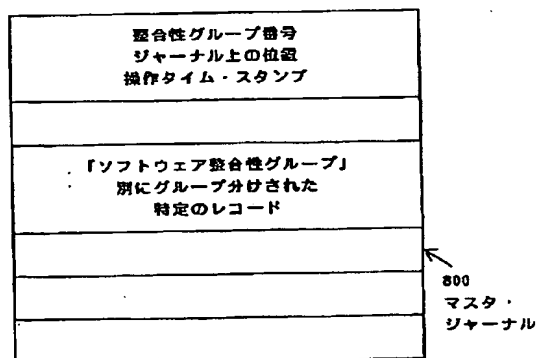 整合性グループ番号
ジャーナル上の位置
操作タイム・スタンプ
「ソフトウェア整合性グループ」
別にグループ分けされた
特定のレコード
800
マスタ・
ジャーナル